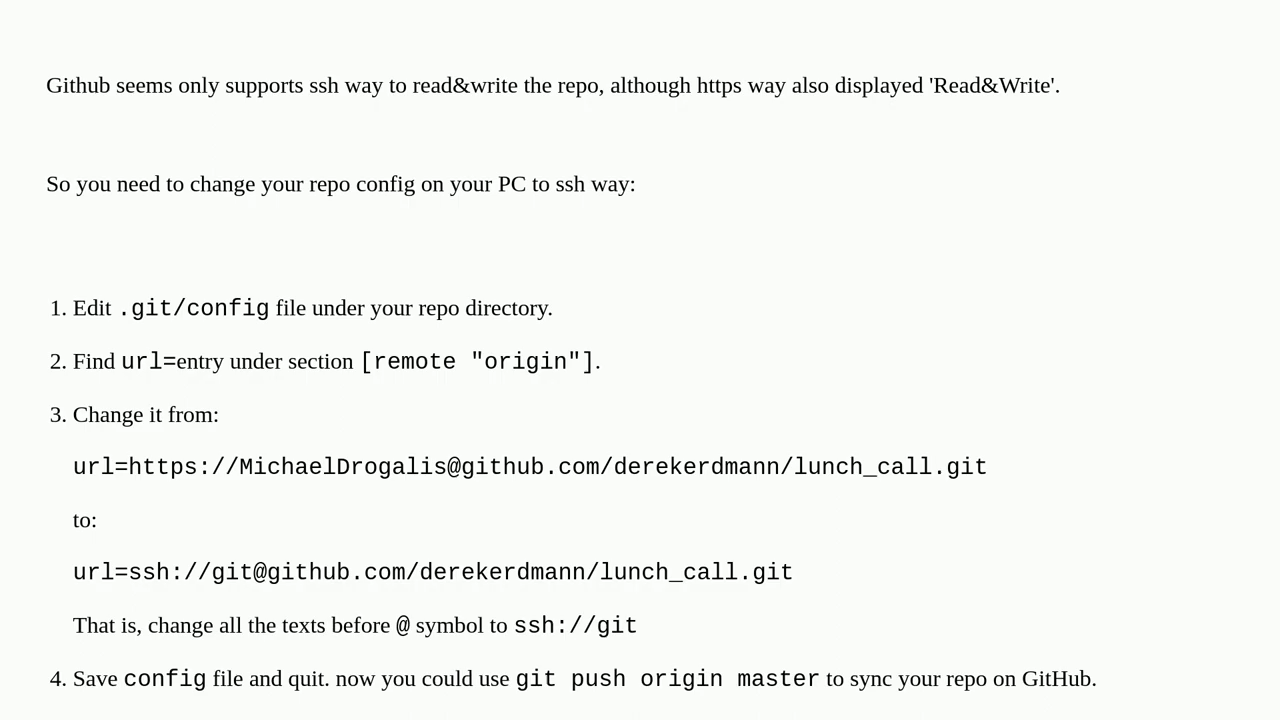 Github seems only supports ssh way to read&write the repo, although https way also displayed 'Read&Write'.
So you need to change your repo config on your PC to ssh way:
1. Edit .git/config file under your repo directory.
2. Find url=entry under section [remote "origin"].
3. Change it from:
url=https://MichaelDrogalis@github.com/derekerdmann/lunch_call.git
to:
url=ssh://git@github.com/derekerdmann/lunch_call.git
That is, change all the texts before @ symbol to ssh://git
4. Save config file and quit. now you could use git push origin master to sync your repo on GitHub.